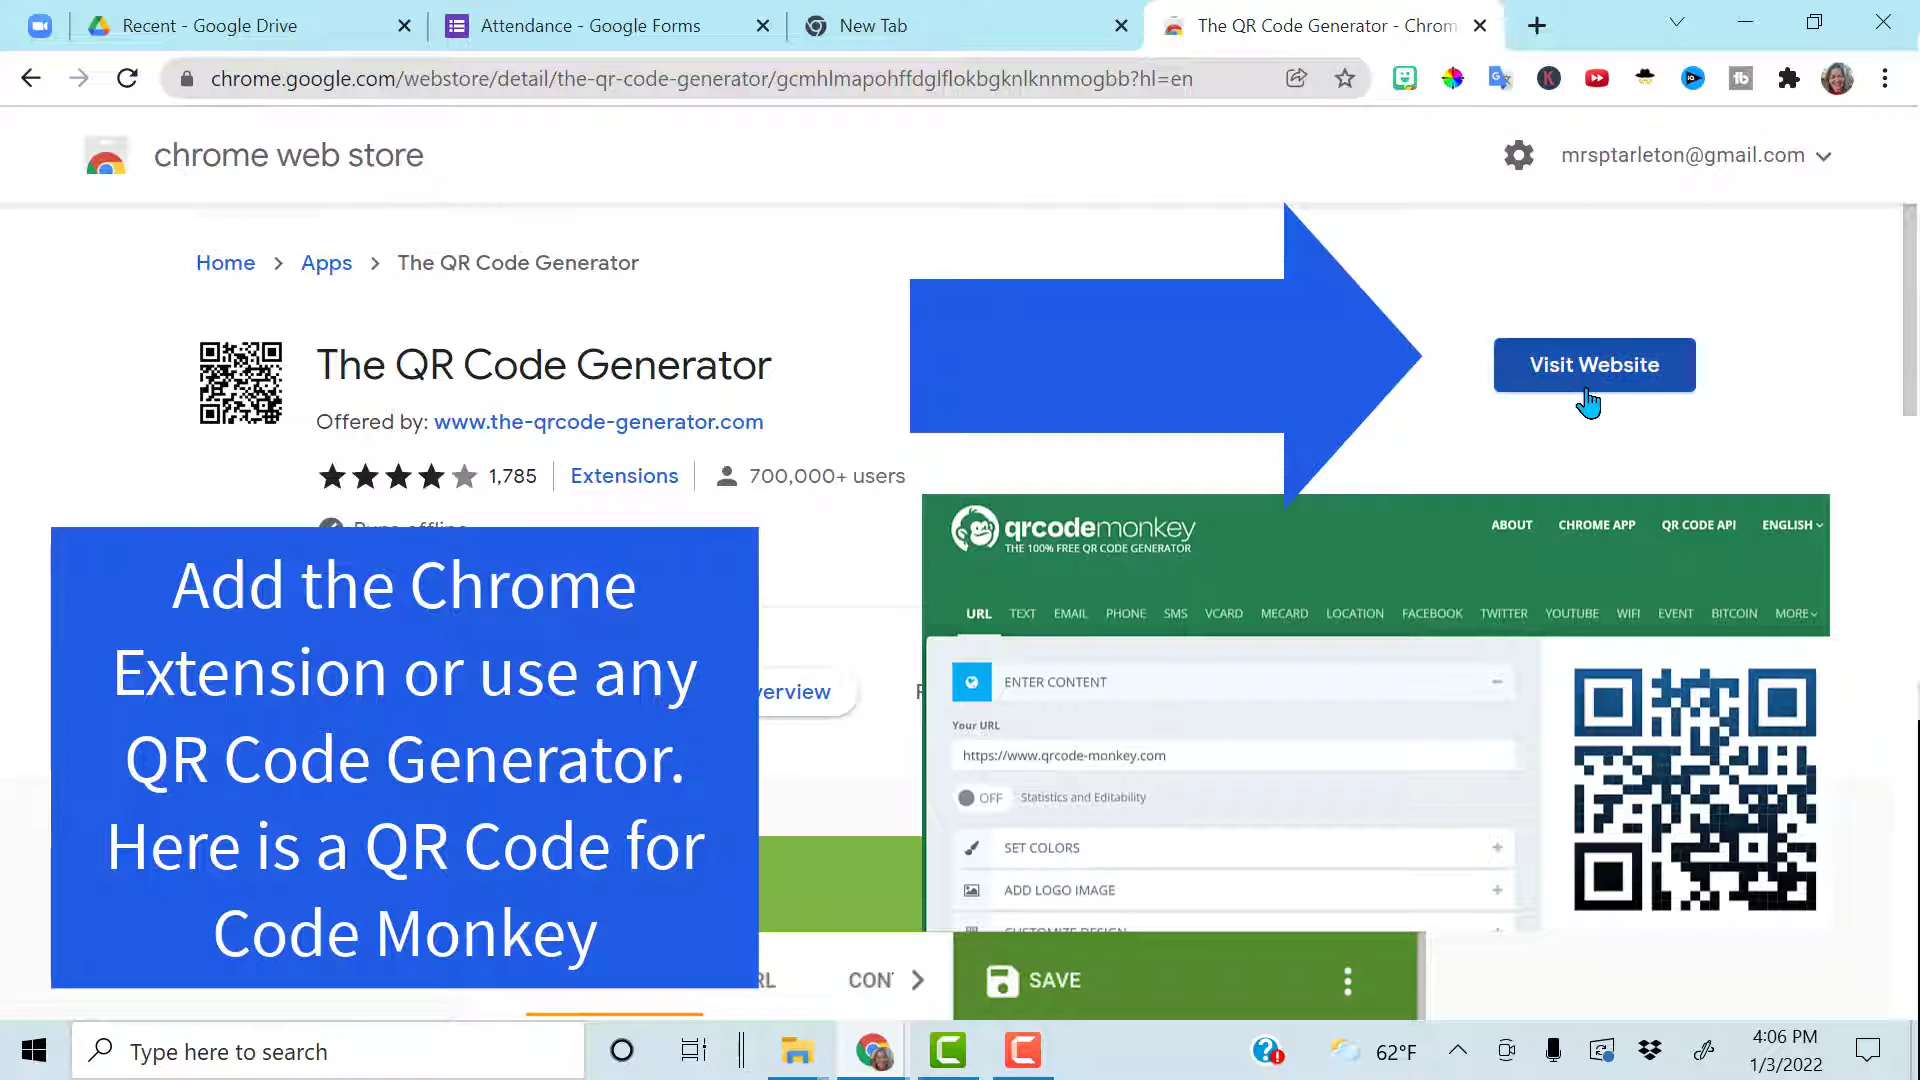 Recent - Google Drive
Attendance - Google Forms
New Tab
The QR Code Generator - Chrom
chrome.google.com/webstore/detail/the-qr-code-generator/gcmhlmapohffdglflokbgknlknnmogbb?hl=en
chrome web store
mrsptarleton@gmail.com
Home > Apps > The QR Code Generator
The QR Code Generator
Visit Website
Offered by: www.the-qrcode-generator.com
1,785
Extensions
700,000+ users
Runs offline
Add the Chrome
Extension or use any
QR Code Generator.
Here is a QR Code for
Code Monkey
verview
qrcodemonkey
THE 100% FREE QR CODE GENERATOR
ABOUT
CHROME APP
QR CODE API
ENGLISH
URL
TEXT
EMAIL
PHONE
SMS
VCARD
MECARD
LOCATION
FACEBOOK
TWITTER
YOUTUBE
WIFI
EVENT
BITCOIN
MORE
ENTER CONTENT
Your URL
https://www.qrcode-monkey.com
OFF
Statistics and Editability
SET COLORS
ADD LOGO IMAGE
CUSTOMIZE DESIGN
RL
CON
SAVE
Type here to search
62°F
4:06 PM
1/3/2022